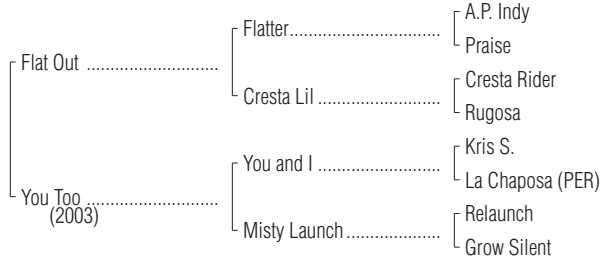 A.P. Indy
Flatter
Praise
Flat Out
Cresta Rider
Cresta Lil
Rugosa
Kris S.
You and I
La Chaposa (PER)
You Too
(2003)
Relaunch
Misty Launch
Grow Silent